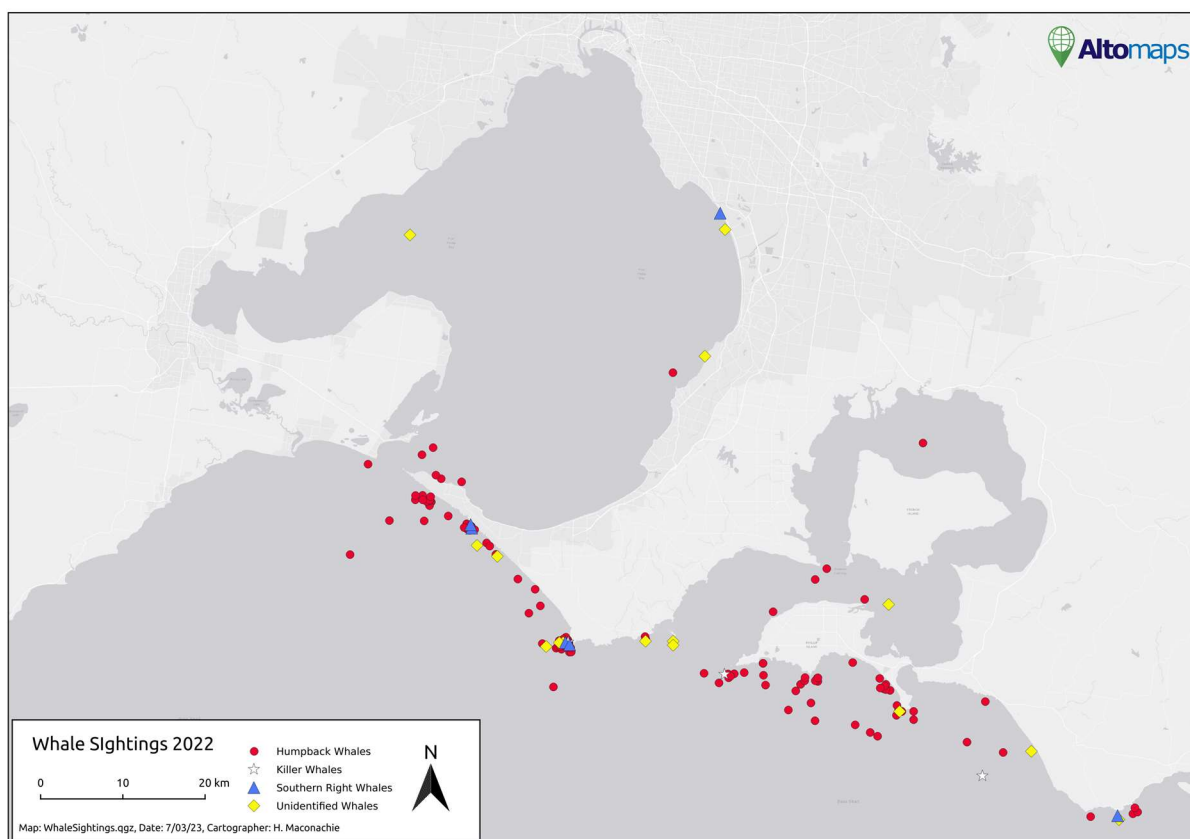 Altomaps
Whale SIghtings 2022
Humpback Whales
Killer Whales
Southern Right Whales
Unidentified Whales
N
0 10 20 km
Map: WhaleSightings.qgz, Date: 7/03/23, Cartographer: H. Maconachie